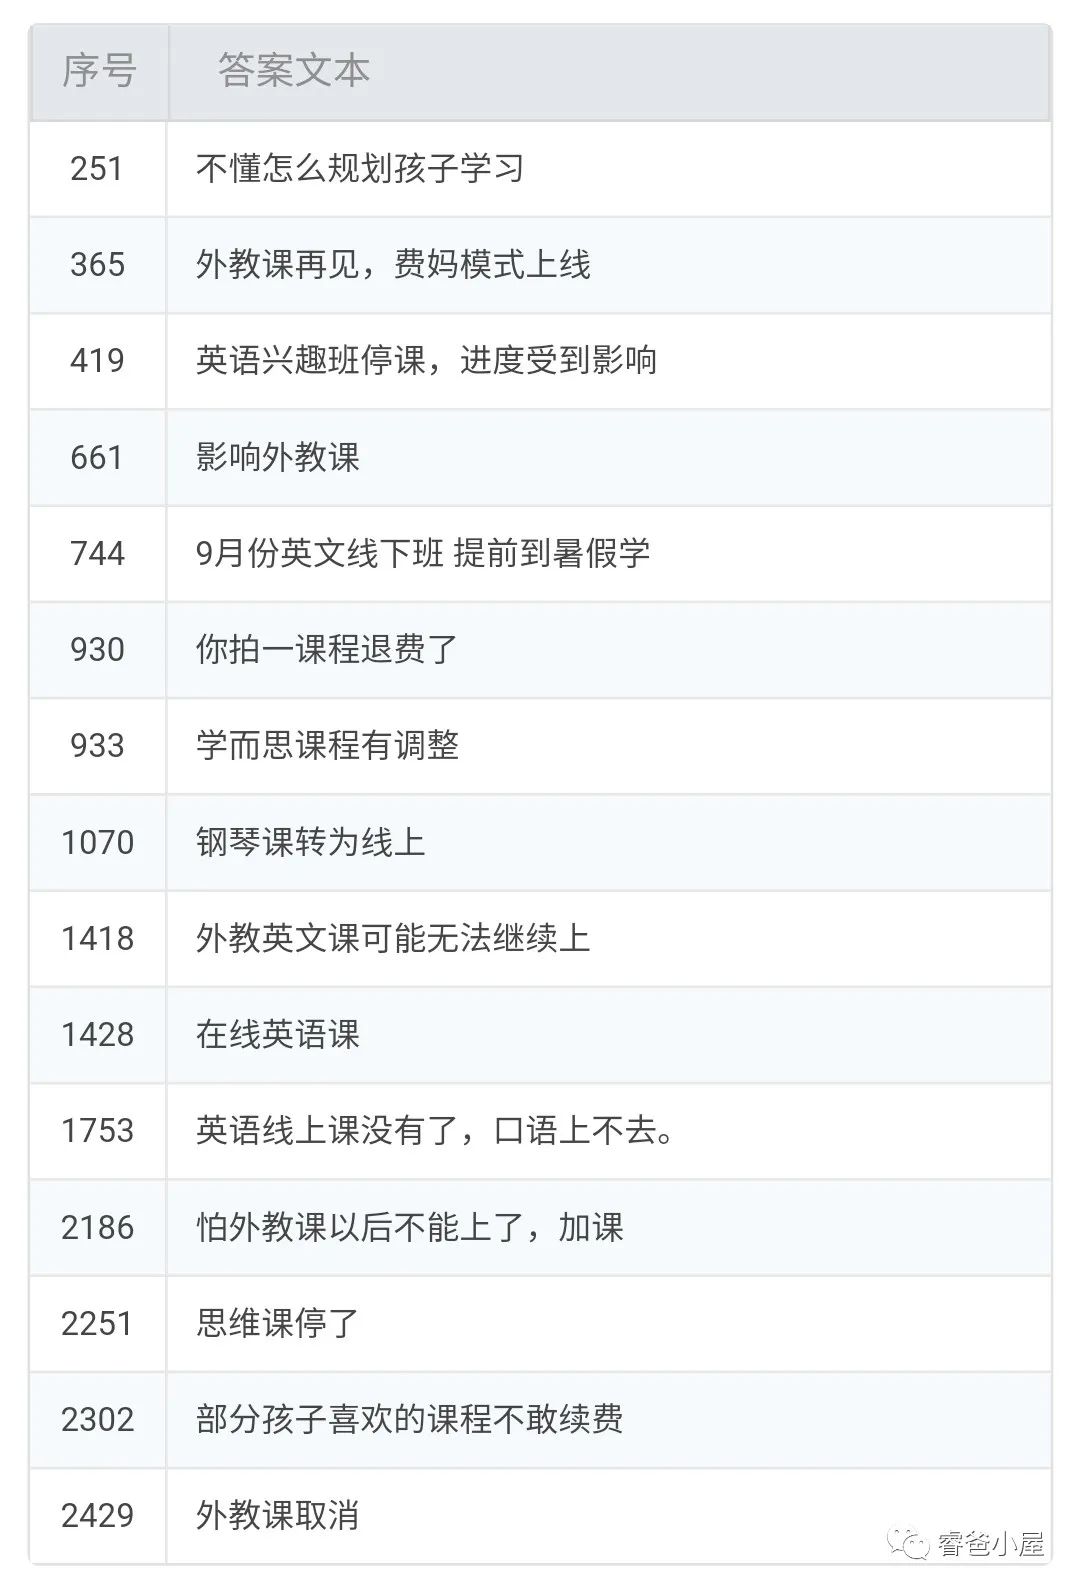 序号 答案文本
251 不懂怎么规划孩子学习
365 外教课再见，费妈模式上线
419 英语兴趣班停课，进度受到影响
661 影响外教课
744 9月份英文线下班 提前到暑假学
930 你拍一课程退费了
933 学而思课程有调整
1070 钢琴课转为线上
1418 外教英文课可能无法继续上
1428 在线英语课
1753 英语线上课没有了，口语上不去。
2186 怕外教课以后不能上了，加课
2251 思维课停了
2302 部分孩子喜欢的课程不敢续费
2429 外教课取消
睿爸小屋